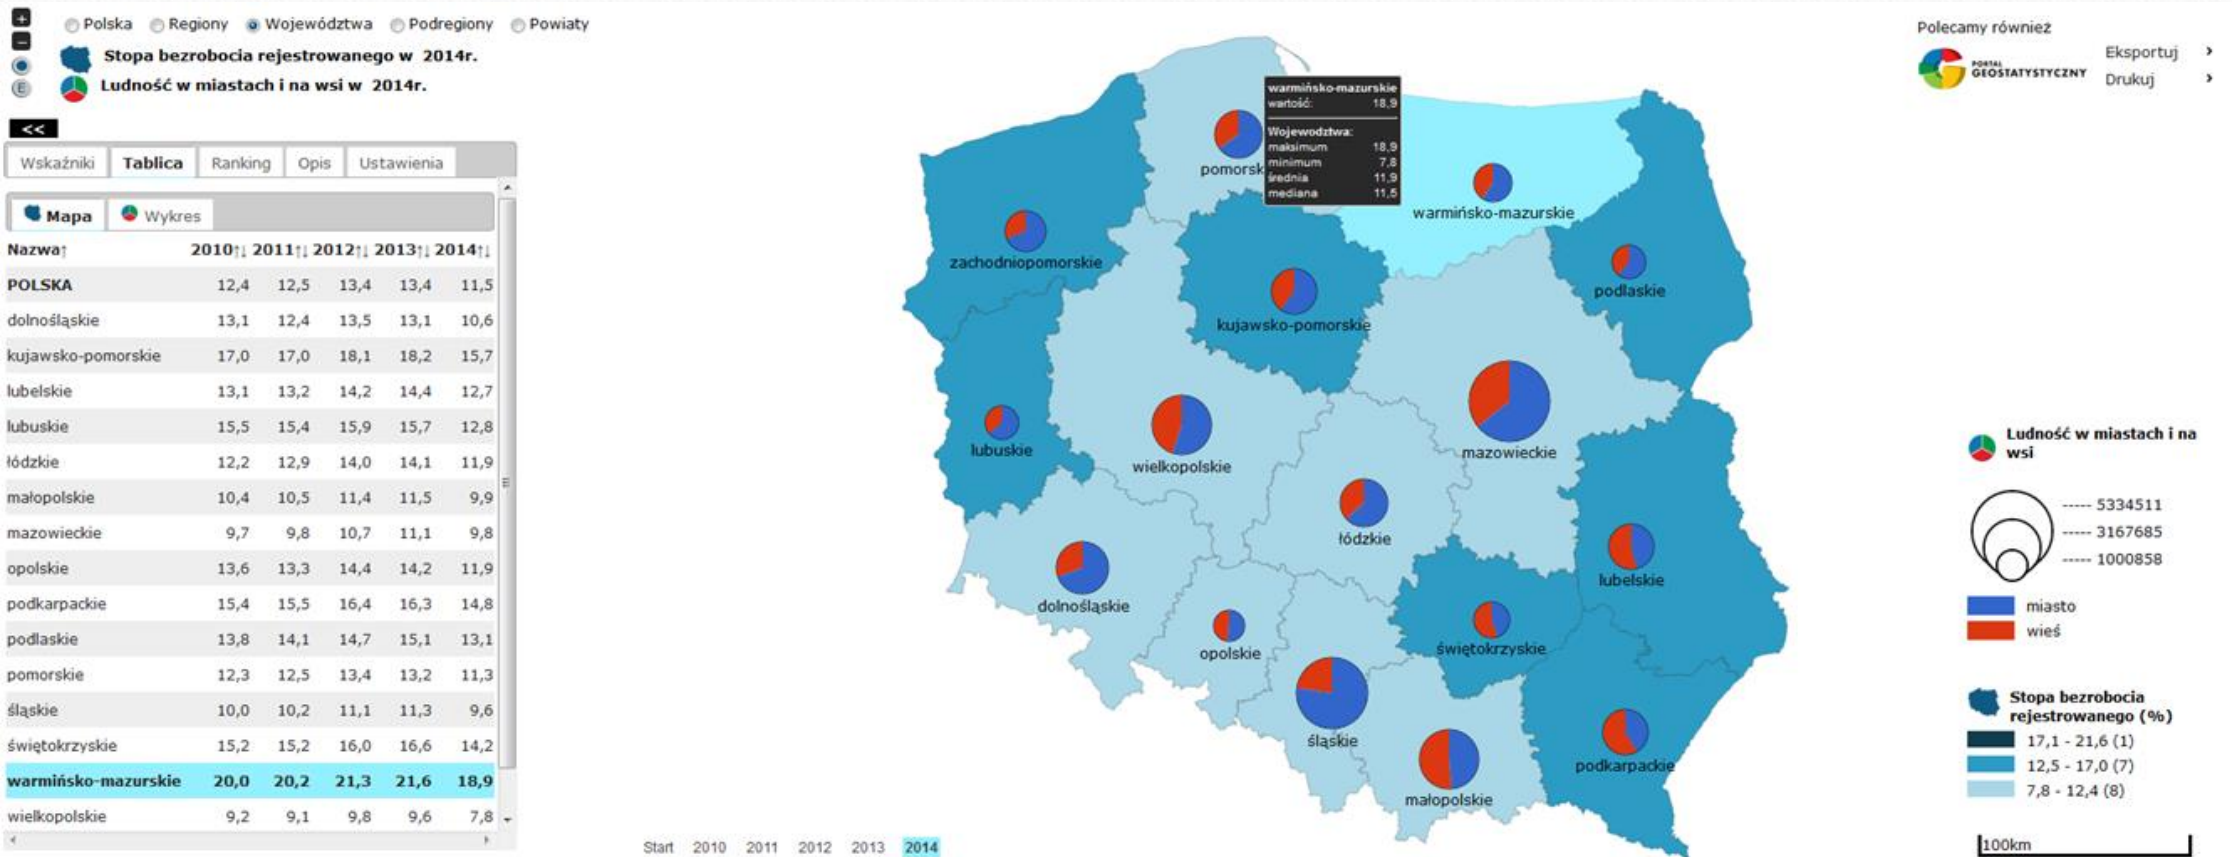 + Polska Regiony Województwa Podregiony Powiaty
−
Stopa bezrobocia rejestrowanego w 2014r.
E Ludność w miastach i na wsi w 2014r.
<<
Wskaźniki Tablica Ranking Opis Ustawienia
Mapa Wykres
Nazwa↑ 2010↑↓ 2011↑↓ 2012↑↓ 2013↑↓ 2014↑↓
POLSKA 12,4 12,5 13,4 13,4 11,5
dolnośląskie 13,1 12,4 13,5 13,1 10,6
kujawsko-pomorskie 17,0 17,0 18,1 18,2 15,7
lubelskie 13,1 13,2 14,2 14,4 12,7
lubuskie 15,5 15,4 15,9 15,7 12,8
łódzkie 12,2 12,9 14,0 14,1 11,9
małopolskie 10,4 10,5 11,4 11,5 9,9
mazowieckie 9,7 9,8 10,7 11,1 9,8
opolskie 13,6 13,3 14,4 14,2 11,9
podkarpackie 15,4 15,5 16,4 16,3 14,8
podlaskie 13,8 14,1 14,7 15,1 13,1
pomorskie 12,3 12,5 13,4 13,2 11,3
śląskie 10,0 10,2 11,1 11,3 9,6
świętokrzyskie 15,2 15,2 16,0 16,6 14,2
warmińsko-mazurskie 20,0 20,2 21,3 21,6 18,9
wielkopolskie 9,2 9,1 9,8 9,6 7,8
warmińsko-mazurskie
wartość: 18,9
Wojewodztwa:
maksimum 18,9
minimum 7,8
średnia 11,9
mediana 11,5
pomorsk
warmińsko-mazurskie
zachodniopomorskie
podlaskie
kujawsko-pomorskie
lubuskie
wielkopolskie
mazowieckie
łódzkie
lubelskie
dolnośląskie
opolskie
świętokrzyskie
śląskie
podkarpackie
małopolskie
Start 2010 2011 2012 2013 2014
Polecamy również
PORTAL
GEOSTATYSTYCZNY
Eksportuj ›
Drukuj ›
Ludność w miastach i na
wsi
----- 5334511
----- 3167685
----- 1000858
miasto
wieś
Stopa bezrobocia
rejestrowanego (%)
17,1 - 21,6 (1)
12,5 - 17,0 (7)
7,8 - 12,4 (8)
100km